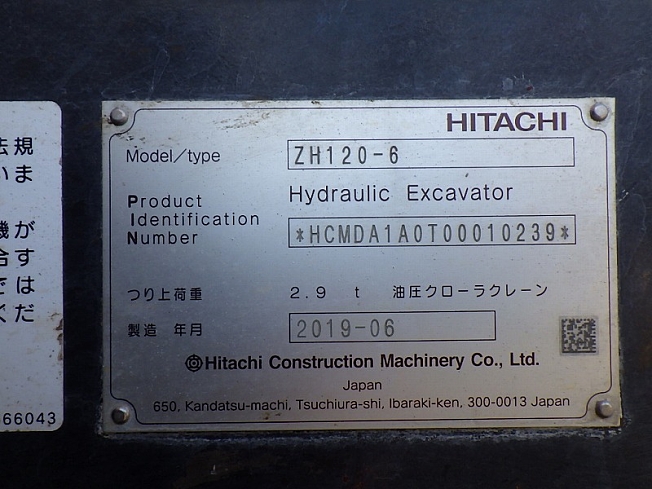 HITACHI
Model/type ZH120-6
Hydraulic Excavator
Product
Identification
Number *HCMDA1A0T00010239*
つり上荷重 2.9 t 油圧クローラクレーン
製造 年月 2019-06
Hitachi Construction Machinery Co., Ltd.
Japan
650, Kandatsu-machi, Tsuchiura-shi, Ibaraki-ken, 300-0013 Japan
法規
いま
機が
合す
では
くだ
66043